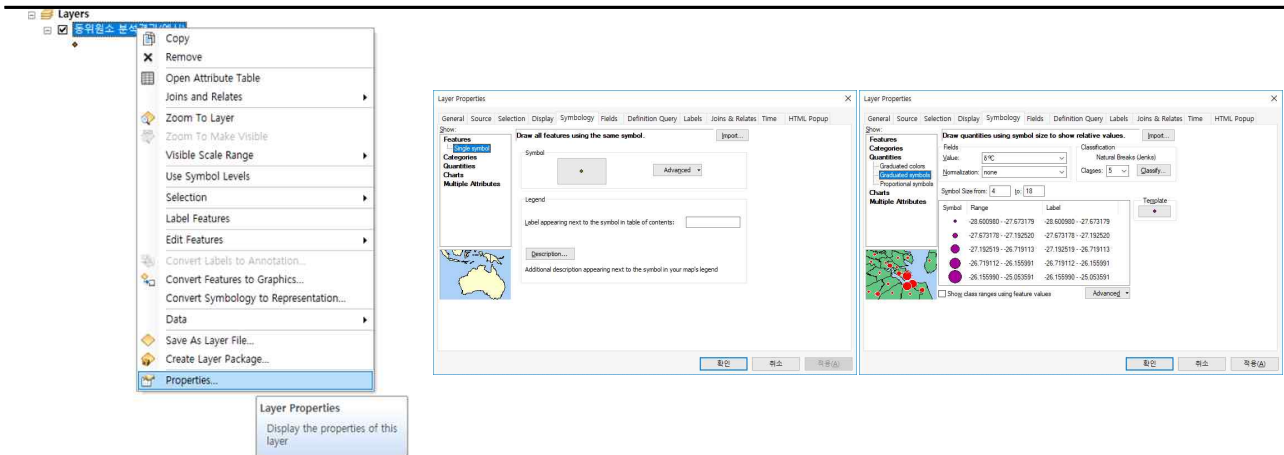 Layers
동위원소 분석결과(예시)
Copy
Remove
Open Attribute Table
Joins and Relates
Zoom To Layer
Zoom To Make Visible
Visible Scale Range
Use Symbol Levels
Selection
Label Features
Edit Features
Convert Labels to Annotation...
Convert Features to Graphics...
Convert Symbology to Representation...
Data
Save As Layer File...
Create Layer Package...
Properties...
Layer Properties
Display the properties of this
layer
Layer Properties
General Source Selection Display Symbology Fields Definition Query Labels Joins & Relates Time HTML Popup
Show:
Features
Single symbol
Categories
Quantities
Charts
Multiple Attributes
Draw all features using the same symbol.
Import...
Symbol
Advanced
Legend
Label appearing next to the symbol in table of contents:
Description...
Additional description appearing next to the symbol in your map's legend
확인 취소 적용(A)
Layer Properties
General Source Selection Display Symbology Fields Definition Query Labels Joins & Relates Time HTML Popup
Show:
Features
Categories
Quantities
Graduated colors
Graduated symbols
Proportional symbols
Charts
Multiple Attributes
Draw quantities using symbol size to show relative values.
Import...
Fields
Value:
Normalization: none
Classification
Natural Breaks (Jenks)
Classes: 5 Classify...
Symbol Size from: 4 to: 18
Symbol Range Label
-28.600980 - -27.673179 -28.600980 - -27.673179
-27.673178 - -27.192520 -27.673178 - -27.192520
-27.192519 - -26.719113 -27.192519 - -26.719113
-26.719112 - -26.155991 -26.719112 - -26.155991
-26.155990 - -25.053591 -26.155990 - -25.053591
Template
Show class ranges using feature values
Advanced
확인 취소 적용(A)